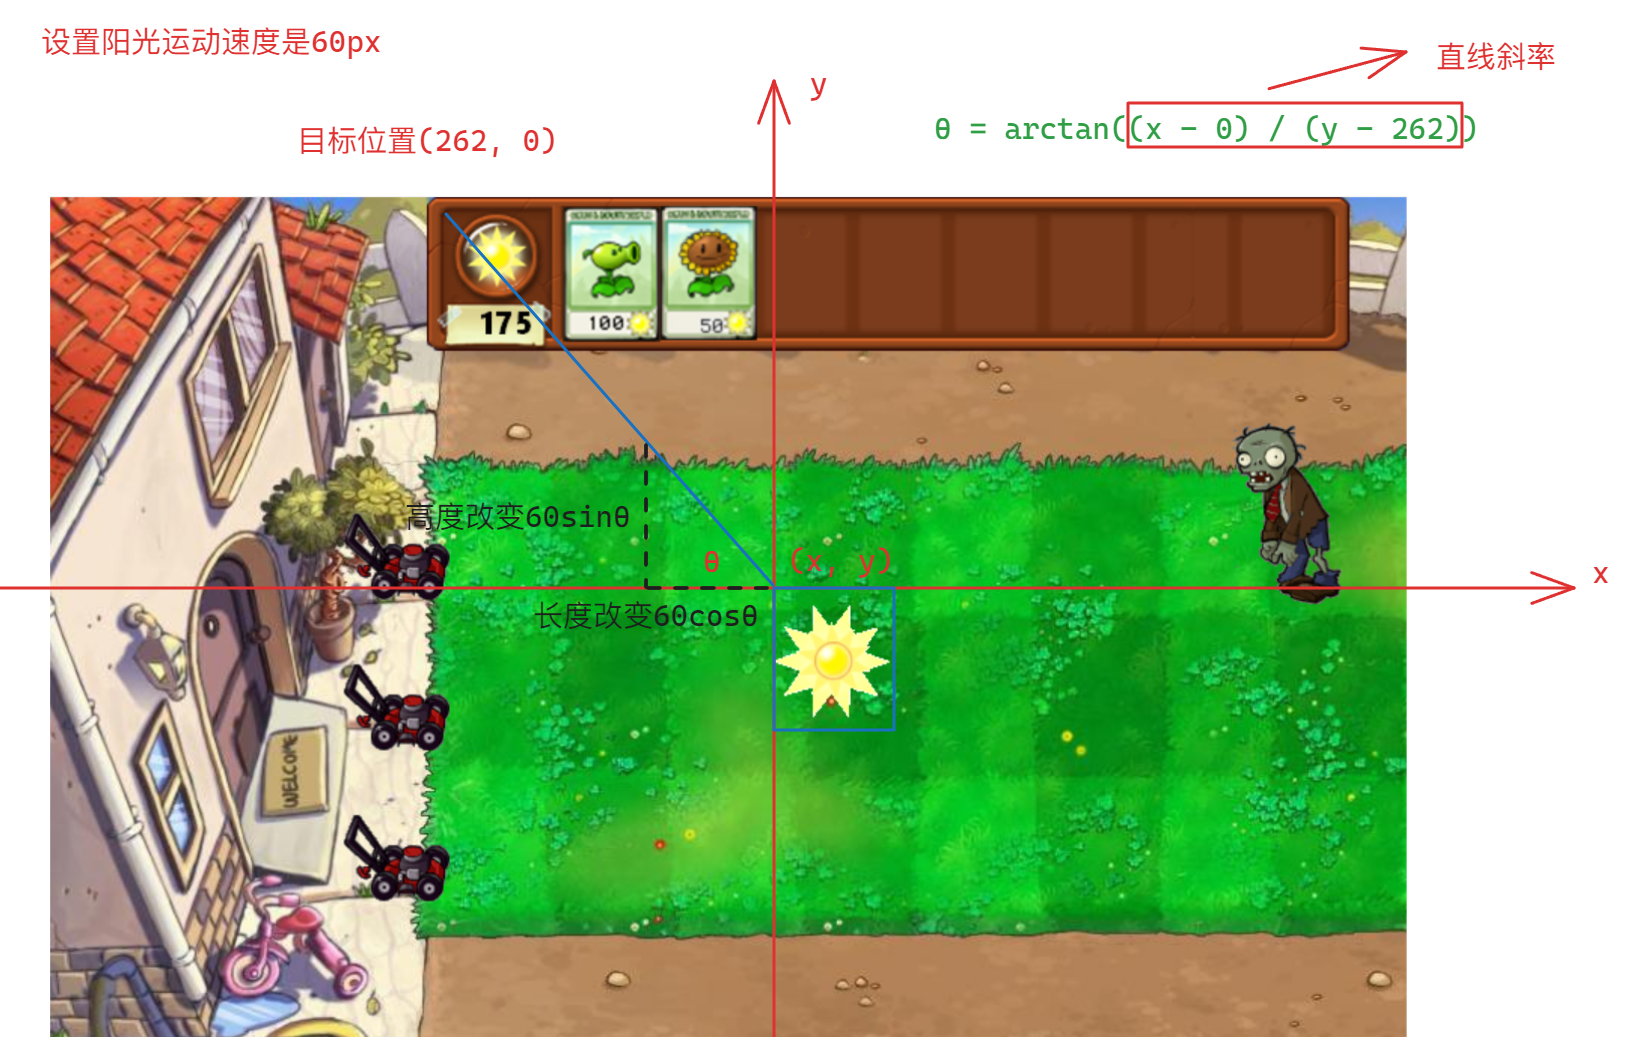 设置阳光运动速度是60px
直线斜率
y
θ = arctan((x - 0) / (y - 262))
目标位置(262, 0)
175
100
50
高度改变60sinθ
θ
(x, y)
x
长度改变60cosθ
WELCOME